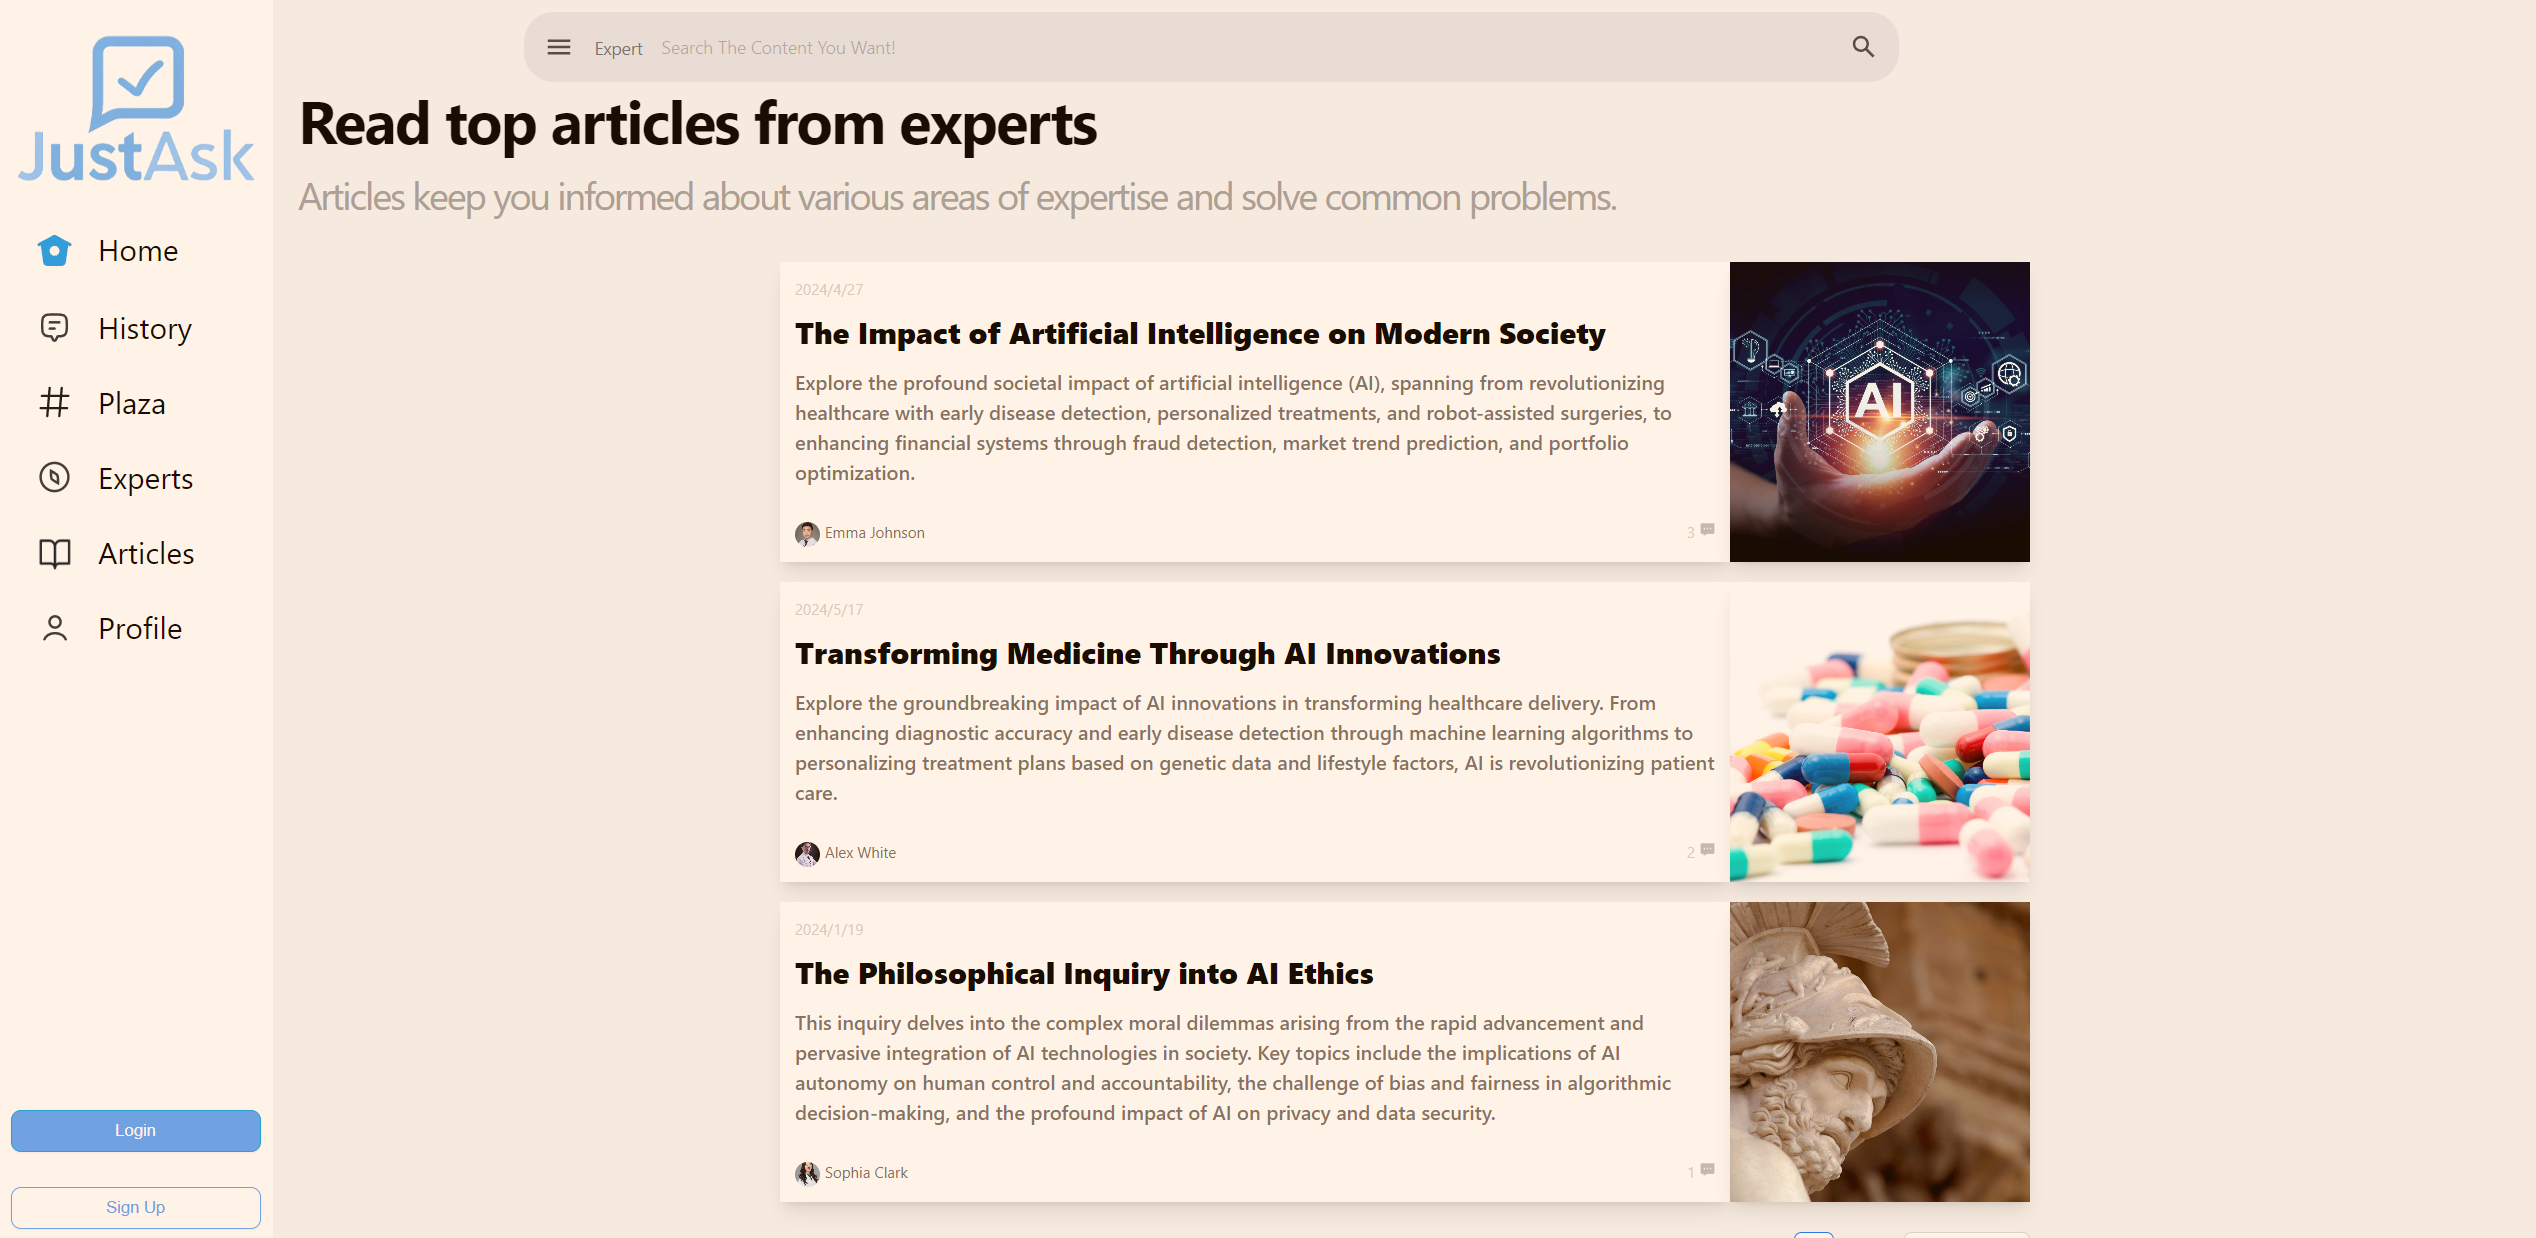 JustAsk
Home
History
Plaza
Experts
Articles
Profile
Login
Sign Up
Expert Search The Content You Want!
Read top articles from experts
Articles keep you informed about various areas of expertise and solve common problems.
2024/4/27
The Impact of Artificial Intelligence on Modern Society
Explore the profound societal impact of artificial intelligence (AI), spanning from revolutionizing
healthcare with early disease detection, personalized treatments, and robot-assisted surgeries, to
enhancing financial systems through fraud detection, market trend prediction, and portfolio
optimization.
Emma Johnson
3
AI
2024/5/17
Transforming Medicine Through AI Innovations
Explore the groundbreaking impact of AI innovations in transforming healthcare delivery. From
enhancing diagnostic accuracy and early disease detection through machine learning algorithms to
personalizing treatment plans based on genetic data and lifestyle factors, AI is revolutionizing patient
care.
Alex White
2
2024/1/19
The Philosophical Inquiry into AI Ethics
This inquiry delves into the complex moral dilemmas arising from the rapid advancement and
pervasive integration of AI technologies in society. Key topics include the implications of AI
autonomy on human control and accountability, the challenge of bias and fairness in algorithmic
decision-making, and the profound impact of AI on privacy and data security.
Sophia Clark
1